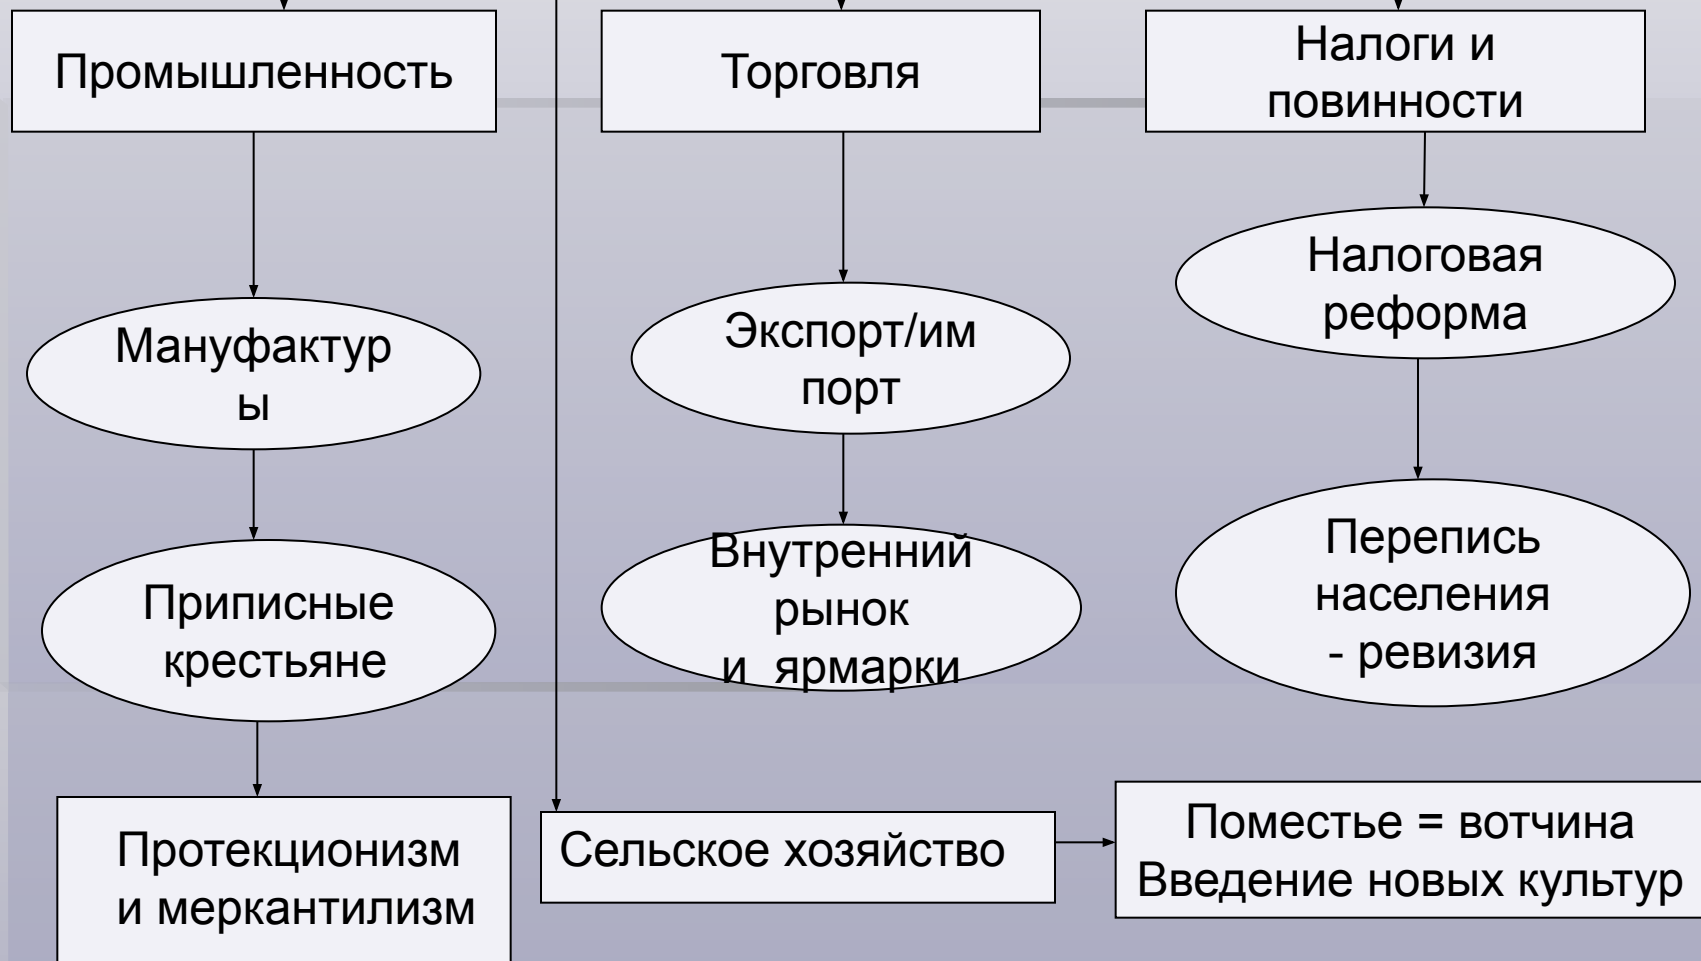 Промышленность
Торговля
Налоги и
повинности
Мануфактур
ы
Экспорт/им
порт
Налоговая
реформа
Приписные
крестьяне
Внутренний
рынок
и ярмарки
Перепись
населения
- ревизия
Протекционизм
и меркантилизм
Сельское хозяйство
Поместье = вотчина
Введение новых культур